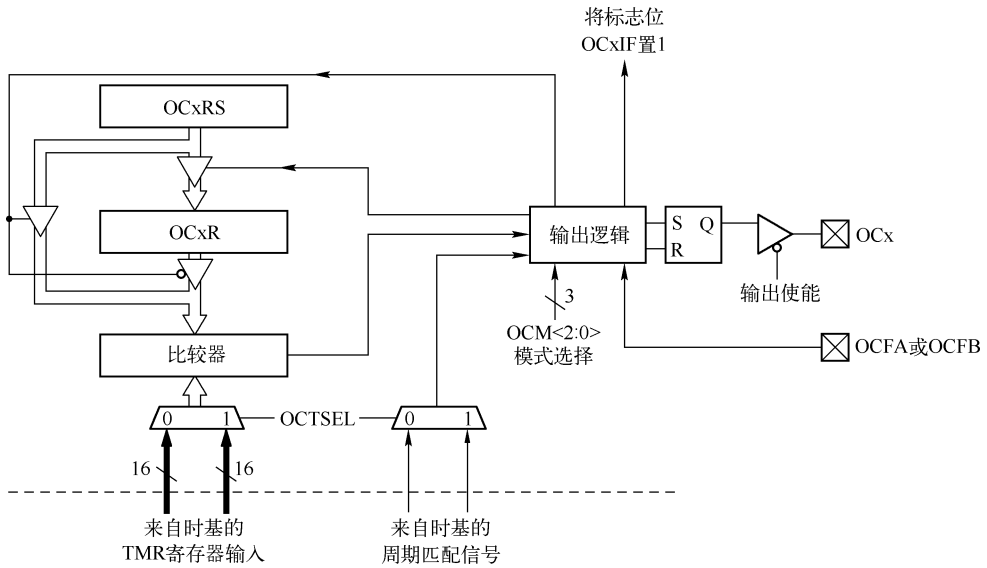 将标志位
OCxIF置1
OCxRS
OCxR
输出逻辑
S Q
R
OCx
输出使能
3
OCM<2:0>
模式选择
OCFA或OCFB
比较器
0 1
OCTSEL
0 1
16
16
来自时基的
TMR寄存器输入
来自时基的
周期匹配信号